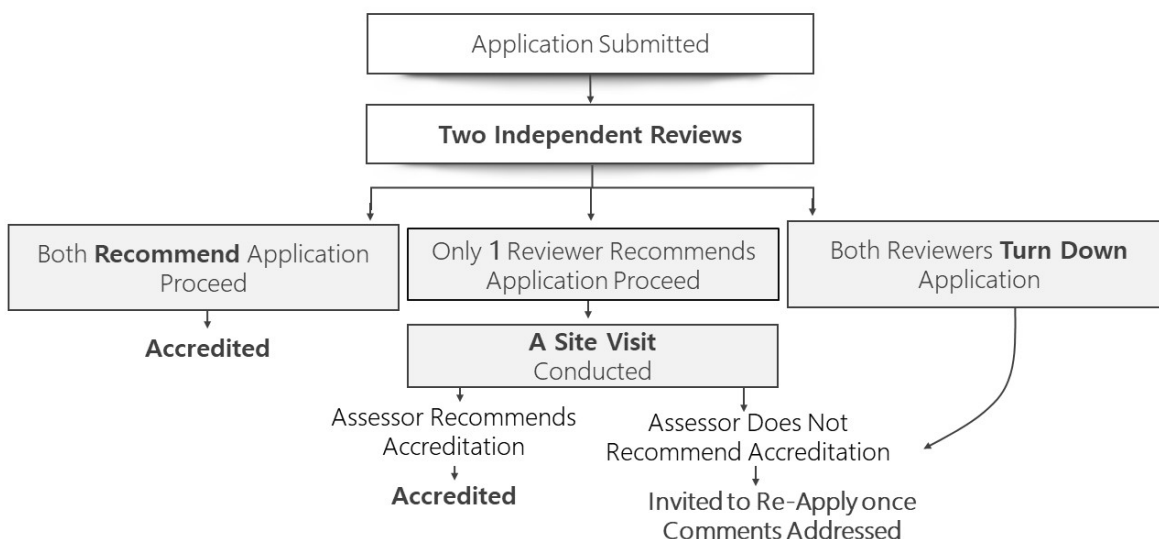 Application Submitted
Two Independent Reviews
Both Recommend Application
Proceed
Only 1 Reviewer Recommends
Application Proceed
Both Reviewers Turn Down
Application
Accredited
A Site Visit
Conducted
Assessor Recommends
Accreditation
Assessor Does Not
Recommend Accreditation
Accredited
Invited to Re-Apply once
Comments Addressed